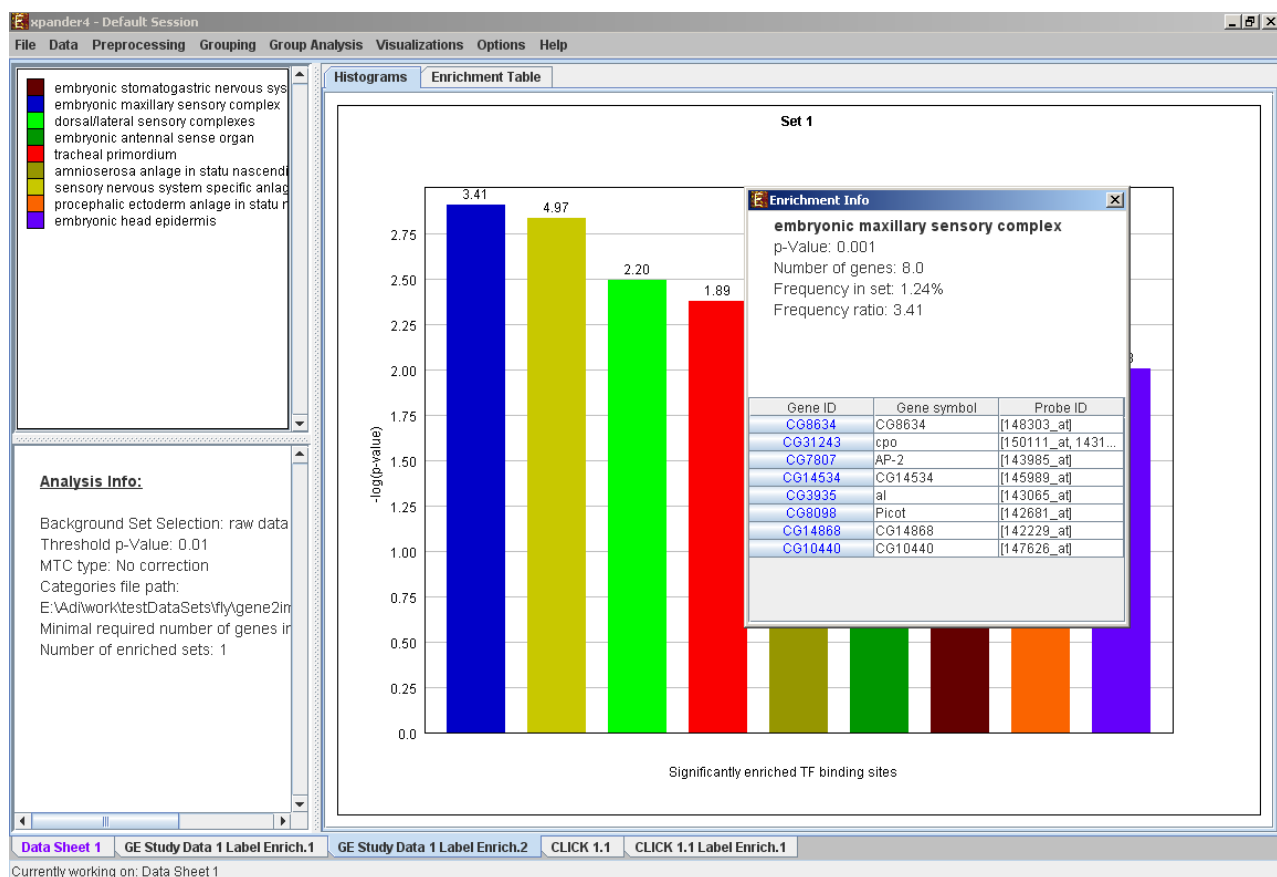 xpander4 - Default Session
File Data Preprocessing Grouping Group Analysis Visualizations Options Help
embryonic stomatogastric nervous sys
embryonic maxillary sensory complex
dorsal/lateral sensory complexes
embryonic antennal sense organ
tracheal primordium
amnioserosa anlage in statu nascendi
sensory nervous system specific anlag
procephalic ectoderm anlage in statu n
embryonic head epidermis
Analysis Info:
Background Set Selection: raw data
Threshold p-Value: 0.01
MTC type: No correction
Categories file path:
E:\Adi\work\testDataSets\fly\gene2im
Minimal required number of genes in
Number of enriched sets: 1
Histograms Enrichment Table
Set 1
3.41
4.97
2.20
1.89
2.75
2.50
2.25
2.00
1.75
1.50
1.25
1.00
0.75
0.50
0.25
0.0
-log(p-value)
Significantly enriched TF binding sites
Enrichment Info
embryonic maxillary sensory complex
p-Value: 0.001
Number of genes: 8.0
Frequency in set: 1.24%
Frequency ratio: 3.41
Gene ID Gene symbol Probe ID
CG8634 CG8634 [148303_at]
CG31243 cpo [150111_at, 1431...
CG7807 AP-2 [143985_at]
CG14534 CG14534 [145989_at]
CG3935 al [143065_at]
CG8098 Picot [142681_at]
CG14868 CG14868 [142229_at]
CG10440 CG10440 [147626_at]
Data Sheet 1 GE Study Data 1 Label Enrich.1 GE Study Data 1 Label Enrich.2 CLICK 1.1 CLICK 1.1 Label Enrich.1
Currently working on: Data Sheet 1